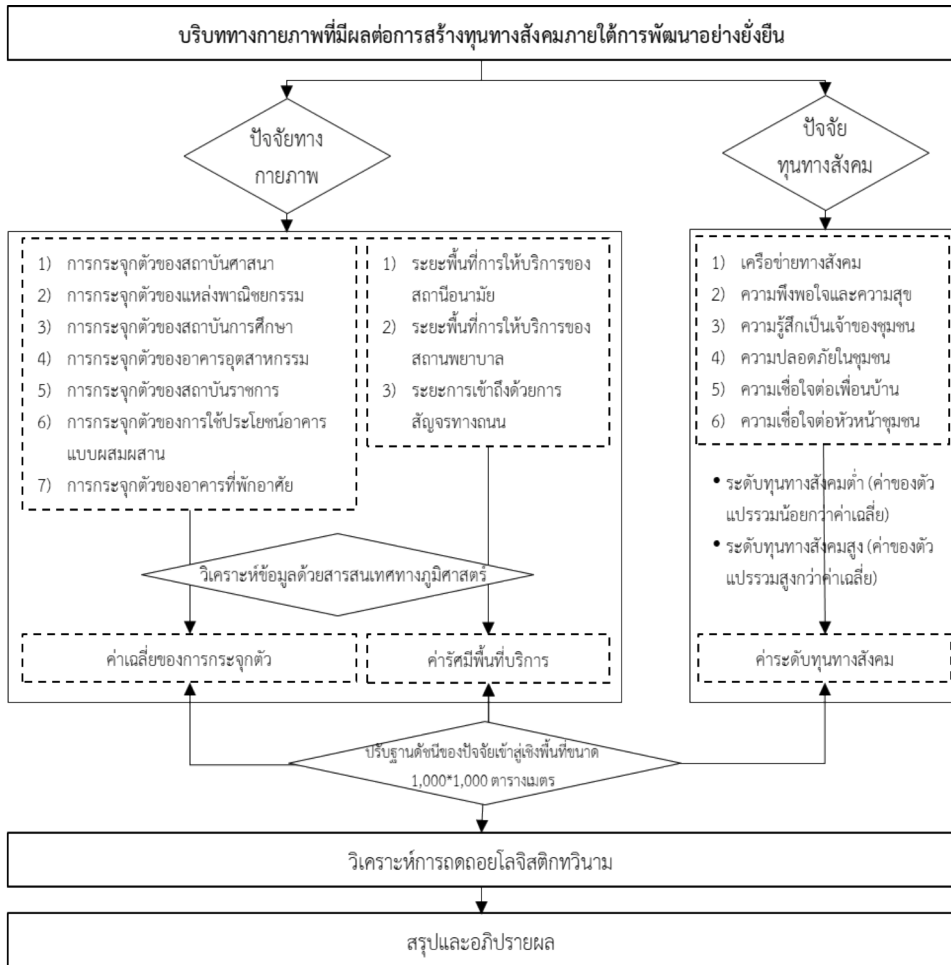 บริบททางกายภาพที่มีผลต่อการสร้างทุนทางสังคมภายใต้การพัฒนาอย่างยั่งยืน
ปัจจัยทาง
กายภาพ
ปัจจัย
ทุนทางสังคม
1) การกระจุกตัวของสถาบันศาสนา
2) การกระจุกตัวของแหล่งพาณิชยกรรม
3) การกระจุกตัวของสถาบันการศึกษา
4) การกระจุกตัวของอาคารอุตสาหกรรม
5) การกระจุกตัวของสถาบันราชการ
6) การกระจุกตัวของการใช้ประโยชน์อาคาร
แบบผสมผสาน
7) การกระจุกตัวของอาคารที่พักอาศัย
1) ระยะพื้นที่การให้บริการของ
สถานีอนามัย
2) ระยะพื้นที่การให้บริการของ
สถานพยาบาล
3) ระยะการเข้าถึงด้วยการ
สัญจรทางถนน
1) เครือข่ายทางสังคม
2) ความพึงพอใจและความสุข
3) ความรู้สึกเป็นเจ้าของชุมชน
4) ความปลอดภัยในชุมชน
5) ความเชื่อใจต่อเพื่อนบ้าน
6) ความเชื่อใจต่อหัวหน้าชุมชน
• ระดับทุนทางสังคมต่ำ (ค่าของตัว
แปรรวมน้อยกว่าค่าเฉลี่ย)
• ระดับทุนทางสังคมสูง (ค่าของตัว
แปรรวมสูงกว่าค่าเฉลี่ย)
วิเคราะห์ข้อมูลด้วยสารสนเทศทางภูมิศาสตร์
ค่าเฉลี่ยของการกระจุกตัว
ค่ารัศมีพื้นที่บริการ
ค่าระดับทุนทางสังคม
ปรับฐานดัชนีของปัจจัยเข้าสู่เชิงพื้นที่ขนาด
1,000*1,000 ตารางเมตร
วิเคราะห์การถดถอยโลจิสติกทวินาม
สรุปและอภิปรายผล